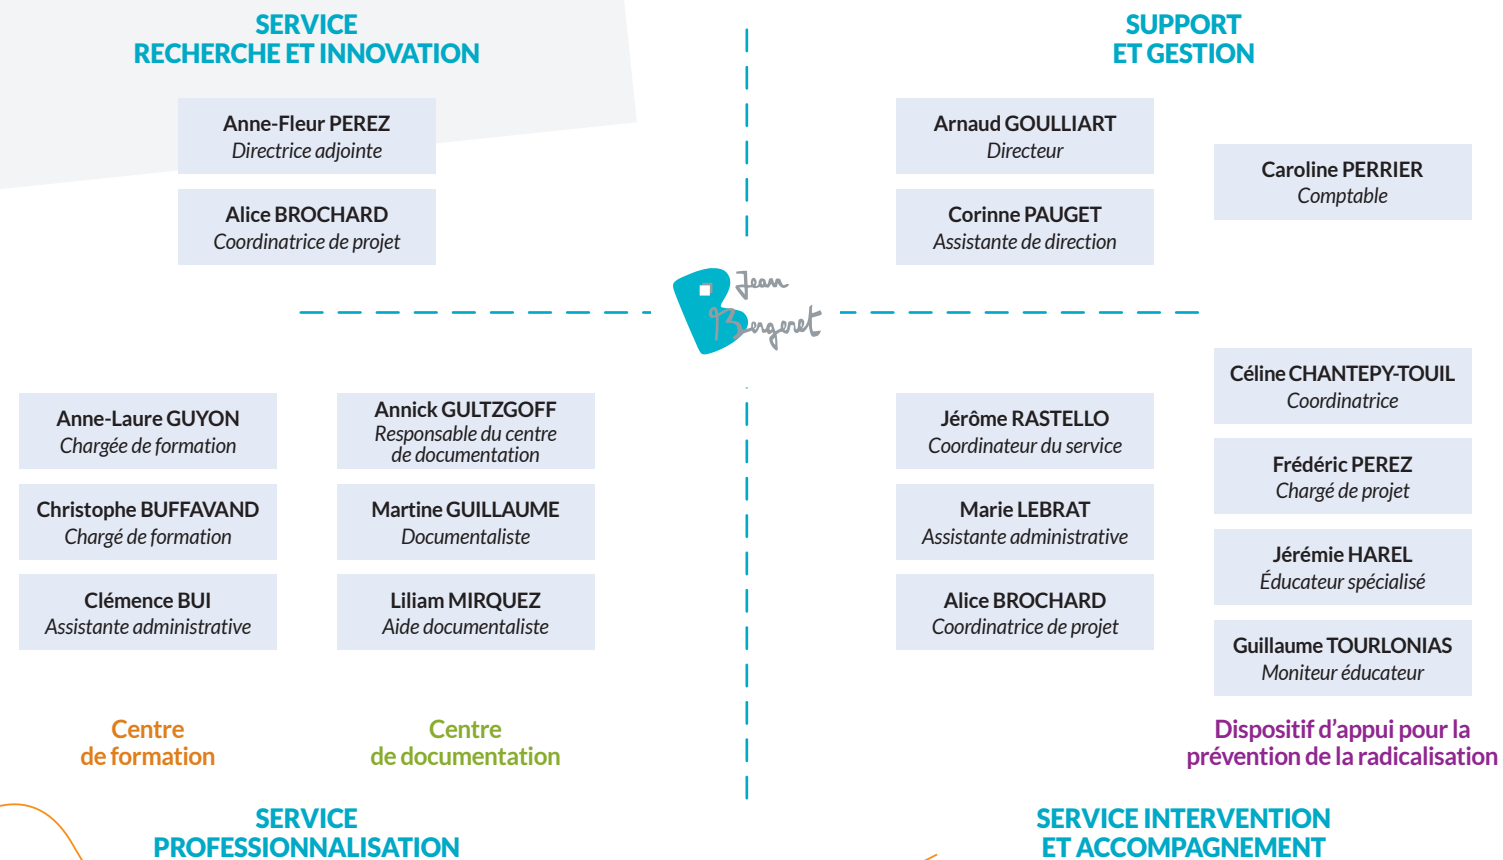 SERVICE
RECHERCHE ET INNOVATION
Anne-Fleur PEREZ
Directrice adjointe
Alice BROCHARD
Coordinatrice de projet
SUPPORT
ET GESTION
Arnaud GOULLIART
Directeur
Corinne PAUGET
Assistante de direction
Caroline PERRIER
Comptable
Jean
Bergeret
Anne-Laure GUYON
Chargée de formation
Christophe BUFFAVAND
Chargé de formation
Clémence BUI
Assistante administrative
Centre
de formation
Annick GULTZGOFF
Responsable du centre
de documentation
Martine GUILLAUME
Documentaliste
Liliam MIRQUEZ
Aide documentaliste
Centre
de documentation
SERVICE
PROFESSIONNALISATION
Jérôme RASTELLO
Coordinateur du service
Marie LEBRAT
Assistante administrative
Alice BROCHARD
Coordinatrice de projet
Céline CHANTEPY-TOUIL
Coordinatrice
Frédéric PEREZ
Chargé de projet
Jérémie HAREL
Éducateur spécialisé
Guillaume TOURLONIAS
Moniteur éducateur
Dispositif d’appui pour la
prévention de la radicalisation
SERVICE INTERVENTION
ET ACCOMPAGNEMENT